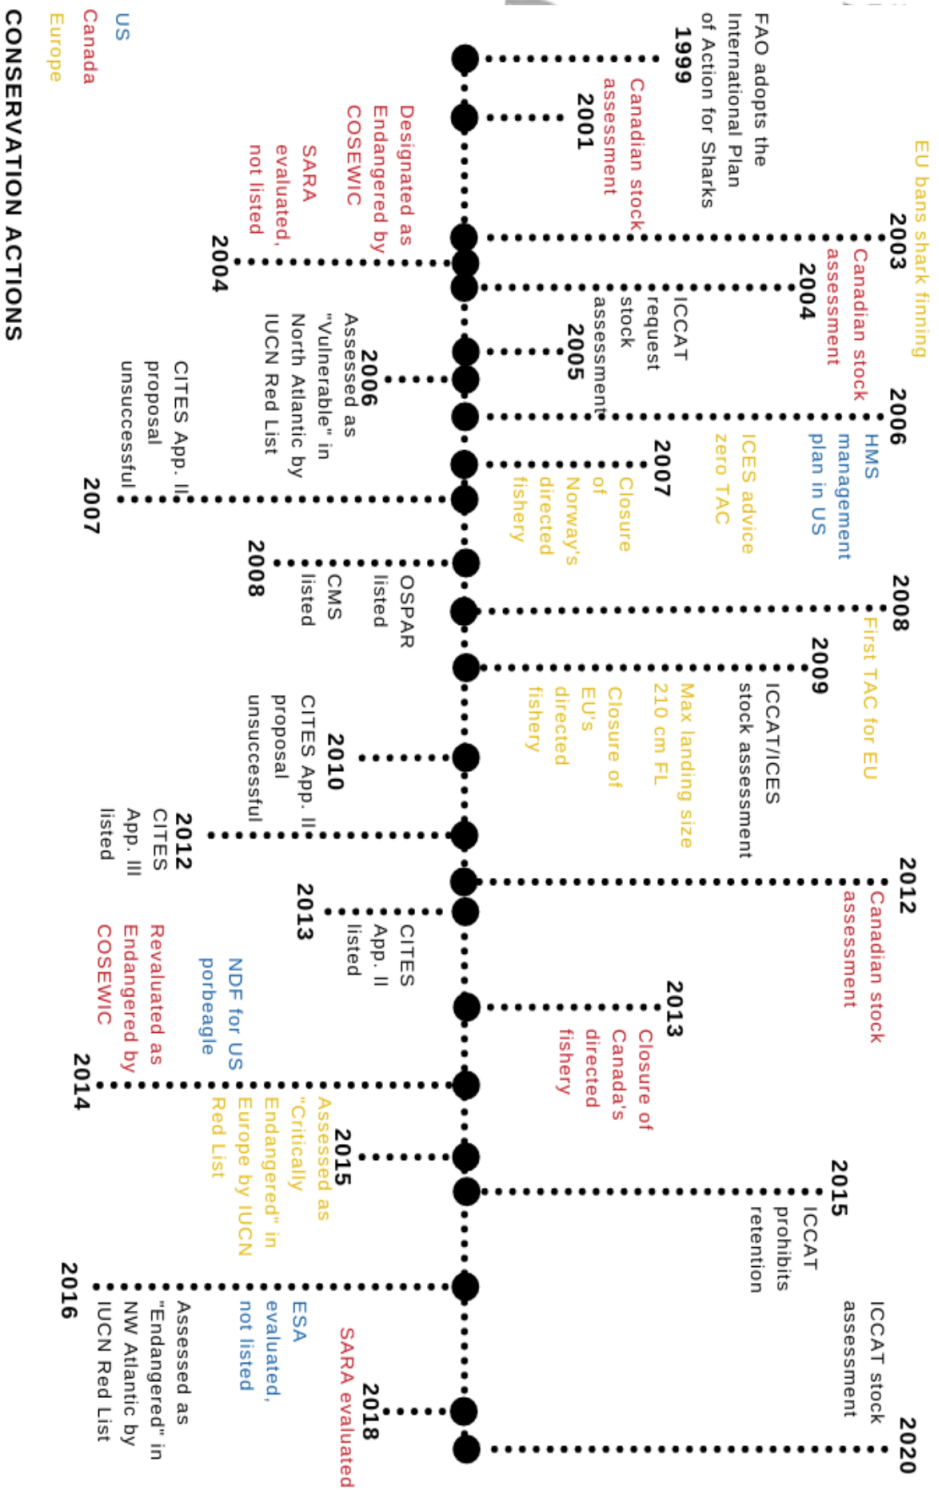 EU bans shark finning
2003
FAO adopts the
International Plan
of Action for Sharks
1999
Canadian stock
assessment
2001
Canadian stock
assessment
2004
ICCAT
request
stock
assessment
2005
2006
HMS
management
plan in US
ICES advice
zero TAC
2007
Closure
of
Norway's
directed
fishery
2008
First TAC for EU
2009
ICCAT/ICES
stock assessment
Max landing size
210 cm FL
Closure of
EU's
directed
fishery
2012
Canadian stock
assessment
2013
Closure of
Canada's
directed
fishery
2015
ICCAT
prohibits
retention
ICCAT stock
assessment
2020
Designated as
Endangered by
COSEWIC
SARA
evaluated,
not listed
2004
2006
Assessed as
"Vulnerable" in
North Atlantic by
IUCN Red List
CITES App. II
proposal
unsuccessful
2007
OSPAR
listed
CMS
listed
2008
2010
CITES App. II
proposal
unsuccessful
2012
CITES
App. III
listed
CITES
App. II
listed
2013
NDF for US
porbeagle
Revaluated as
Endangered by
COSEWIC
2014
2015
Assessed as
"Critically
Endangered" in
Europe by IUCN
Red List
ESA
evaluated,
not listed
Assessed as
"Endangered" in
NW Atlantic by
IUCN Red List
2016
2018
SARA evaluated
US
Canada
Europe
CONSERVATION ACTIONS